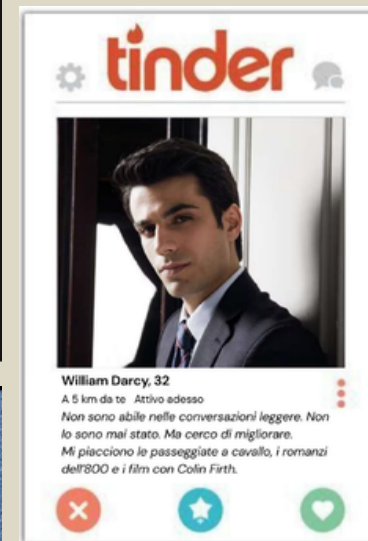 tinder
William Darcy, 32
A 5 km da te Attivo adesso
Non sono abile nelle conversazioni leggere. Non
lo sono mai stato. Ma cerco di migliorare.
Mi piacciono le passeggiate a cavallo, i romanzi
dell'800 e i film con Colin Firth.